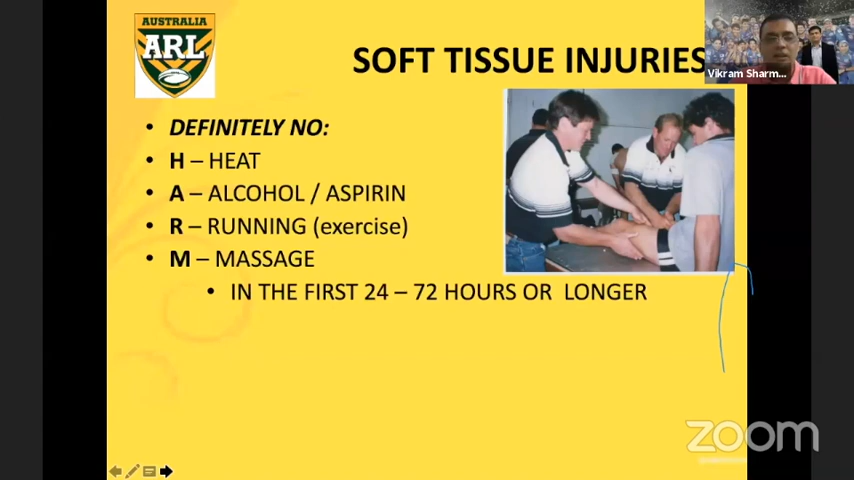 AUSTRALIA
ARL
SOFT TISSUE INJURIES
Vikram Sharm...
• DEFINITELY NO:
• H – HEAT
• A – ALCOHOL / ASPIRIN
• R – RUNNING (exercise)
• M – MASSAGE
• IN THE FIRST 24 – 72 HOURS OR LONGER
zoom